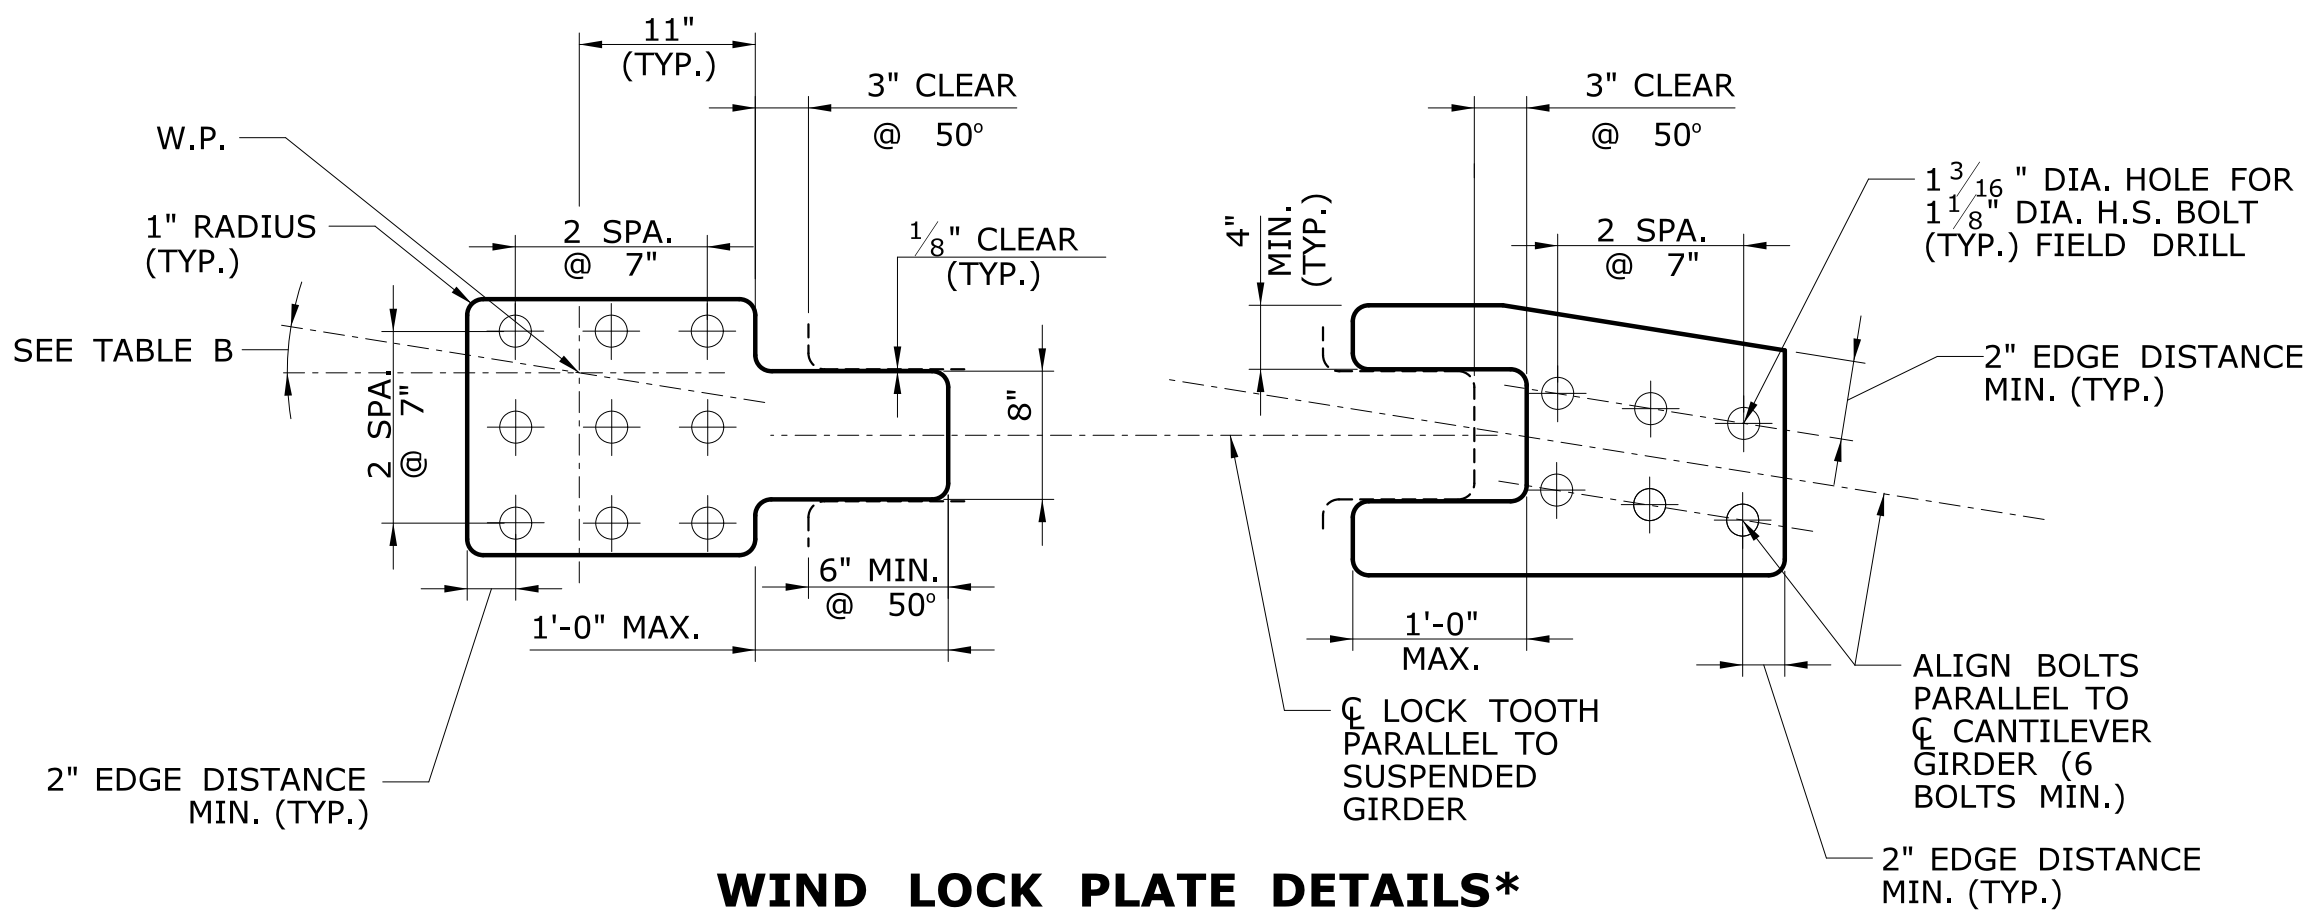 11"
(TYP.)
3" CLEAR
@ 50°
W.P.
1" RADIUS
(TYP.)
2 SPA.
@ 7"
1/8" CLEAR
(TYP.)
SEE TABLE B
2 SPA.
@ 7"
8"
6" MIN.
@ 50°
1'-0" MAX.
2" EDGE DISTANCE
MIN. (TYP.)
3" CLEAR
@ 50°
4"
MIN.
(TYP.)
2 SPA.
@ 7"
1 3/16" DIA. HOLE FOR
1 1/8" DIA. H.S. BOLT
(TYP.) FIELD DRILL
2" EDGE DISTANCE
MIN. (TYP.)
1'-0"
MAX.
℄ LOCK TOOTH
PARALLEL TO
SUSPENDED
GIRDER
ALIGN BOLTS
PARALLEL TO
℄ CANTILEVER
GIRDER (6
BOLTS MIN.)
2" EDGE DISTANCE
MIN. (TYP.)
WIND LOCK PLATE DETAILS*